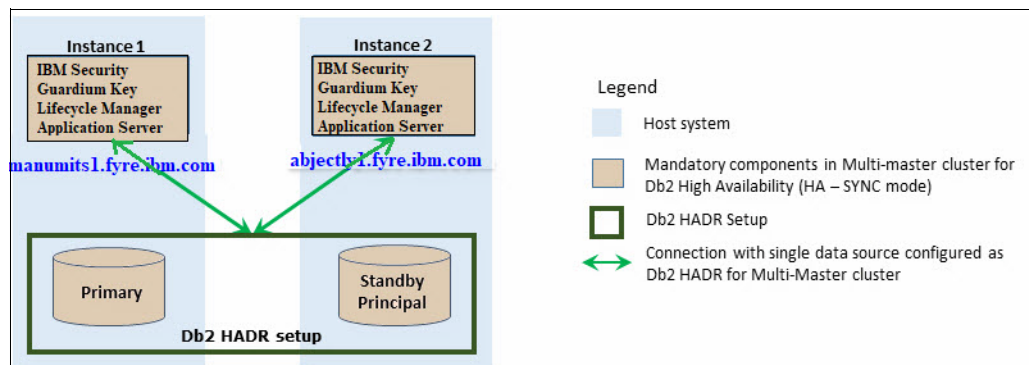 Instance 1
IBM Security
Guardium Key
Lifecycle Manager
Application Server
manumits1.fyre.ibm.com
Instance 2
IBM Security
Guardium Key
Lifecycle Manager
Application Server
abjectly1.fyre.ibm.com
Primary
Standby
Principal
Db2 HADR setup
Legend
Host system
Mandatory components in Multi-master cluster for
Db2 High Availability (HA – SYNC mode)
Db2 HADR Setup
Connection with single data source configured as
Db2 HADR for Multi-Master cluster